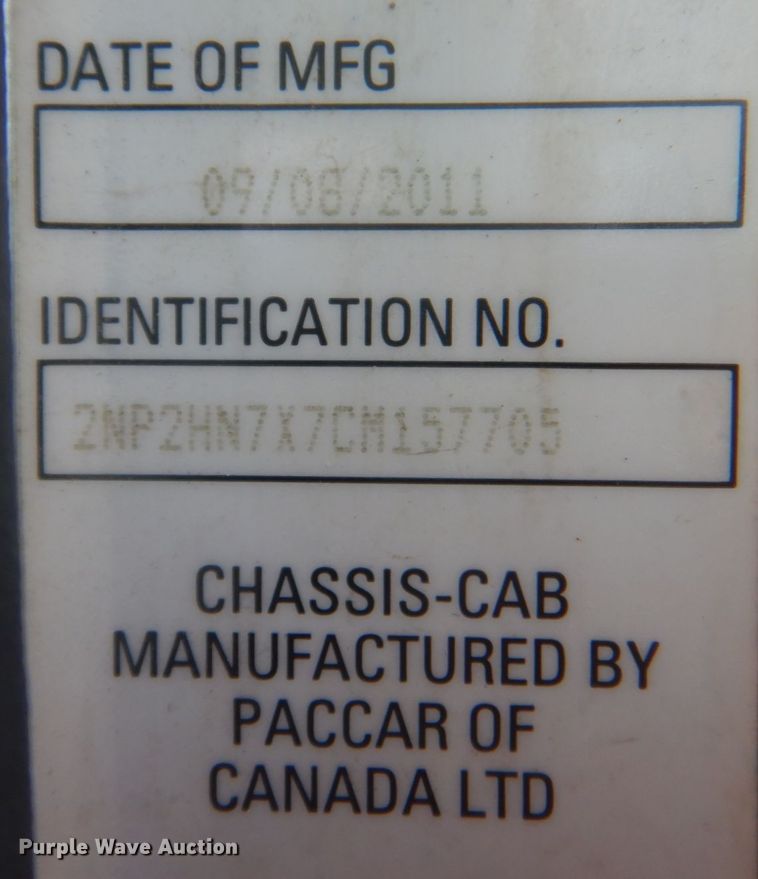 DATE OF MFG
09/08/2011
IDENTIFICATION NO.
2NP2HN7X7CM157705
CHASSIS-CAB
MANUFACTURED BY
PACCAR OF
CANADA LTD
Purple Wave Auction